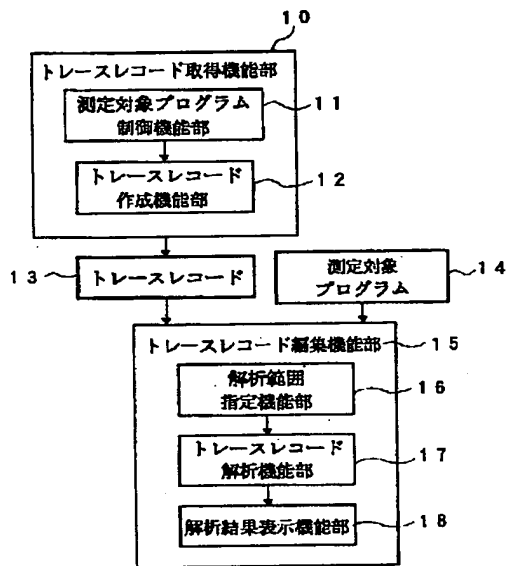 10
トレースレコード取得機能部
測定対象プログラム
制御機能部
11
トレースレコード
作成機能部
12
13
トレースレコード
測定対象
プログラム
14
トレースレコード編集機能部
15
解析範囲
指定機能部
16
トレースレコード
解析機能部
17
解析結果表示機能部
18